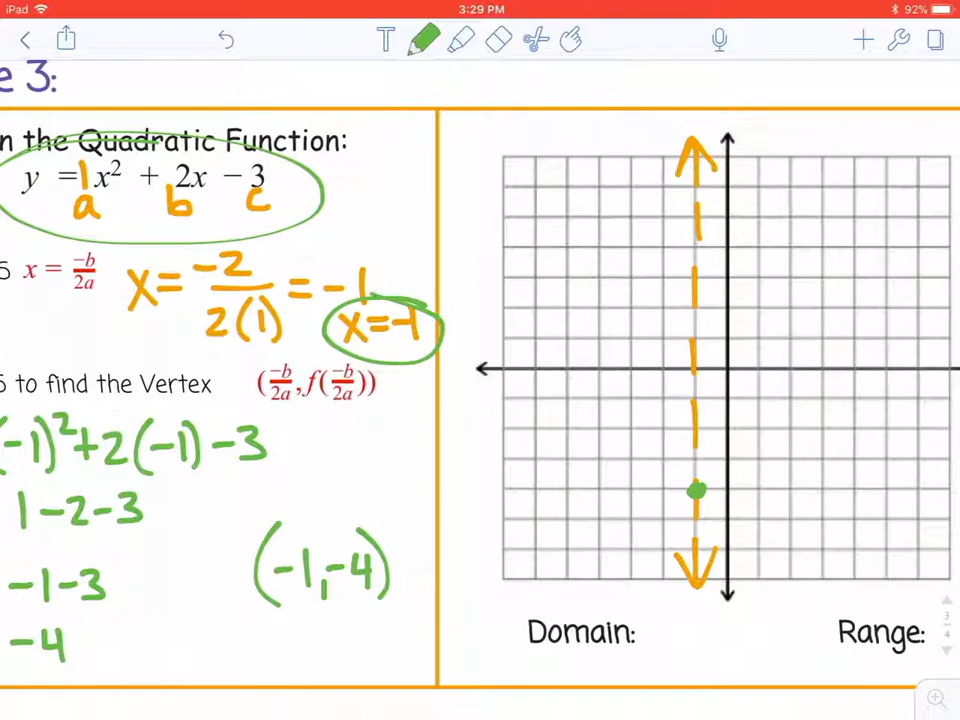 iPad 3:29 PM 92%
T
e 3:
n the Quadratic Function:
y = 1x² + 2x − 3
a b c
S x = -b/2a
x = -2/2(1) = -1
x=-1
S to find the Vertex (-b/2a, f(-b/2a))
(-1)²+2(-1)-3
1-2-3
-1-3
-4
(-1,-4)
Domain:
Range:
3
4